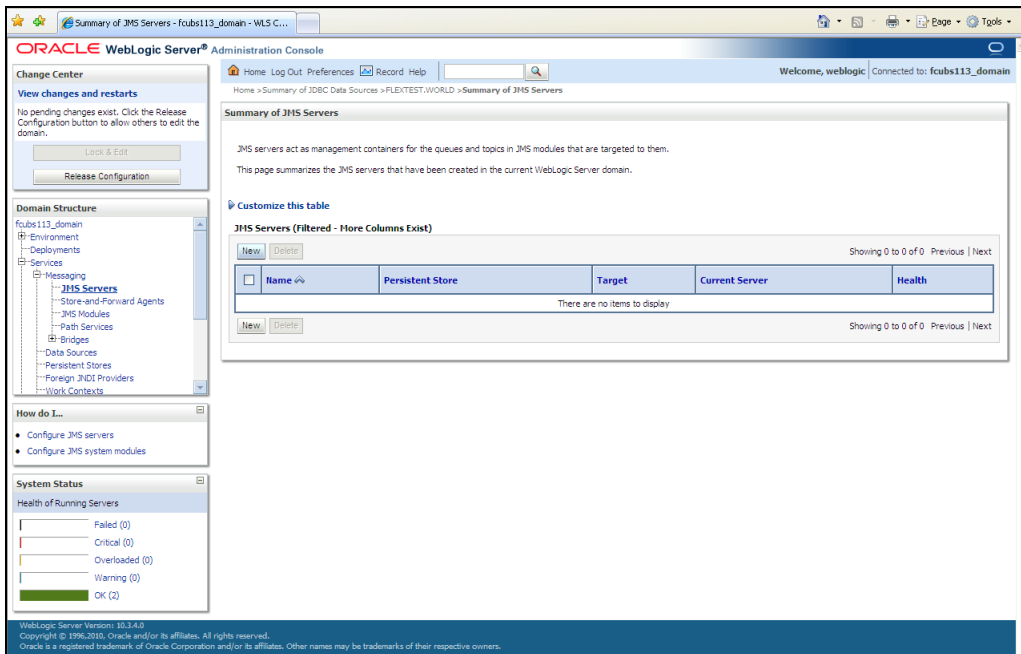 Summary of JMS Servers - fcubs113_domain - WLS C...
Page
Tools
ORACLE WebLogic Server® Administration Console
Change Center
View changes and restarts
No pending changes exist. Click the Release
Configuration button to allow others to edit the
domain.
Lock & Edit
Release Configuration
Domain Structure
fcubs113_domain
Environment
Deployments
Services
Messaging
JMS Servers
Store-and-Forward Agents
JMS Modules
Path Services
Bridges
Data Sources
Persistent Stores
Foreign JNDI Providers
Work Contexts
How do I...
Configure JMS servers
Configure JMS system modules
System Status
Health of Running Servers
Failed (0)
Critical (0)
Overloaded (0)
Warning (0)
OK (2)
Home Log Out Preferences Record Help
Welcome, weblogic Connected to: fcubs113_domain
Home >Summary of JDBC Data Sources >FLEXTEST.WORLD >Summary of JMS Servers
Summary of JMS Servers
JMS servers act as management containers for the queues and topics in JMS modules that are targeted to them.
This page summarizes the JMS servers that have been created in the current WebLogic Server domain.
Customize this table
JMS Servers (Filtered - More Columns Exist)
New Delete Showing 0 to 0 of 0 Previous | Next
Name Persistent Store Target Current Server Health
There are no items to display
New Delete Showing 0 to 0 of 0 Previous | Next
WebLogic Server Version: 10.3.4.0
Copyright © 1996,2010, Oracle and/or its affiliates. All rights reserved.
Oracle is a registered trademark of Oracle Corporation and/or its affiliates. Other names may be trademarks of their respective owners.